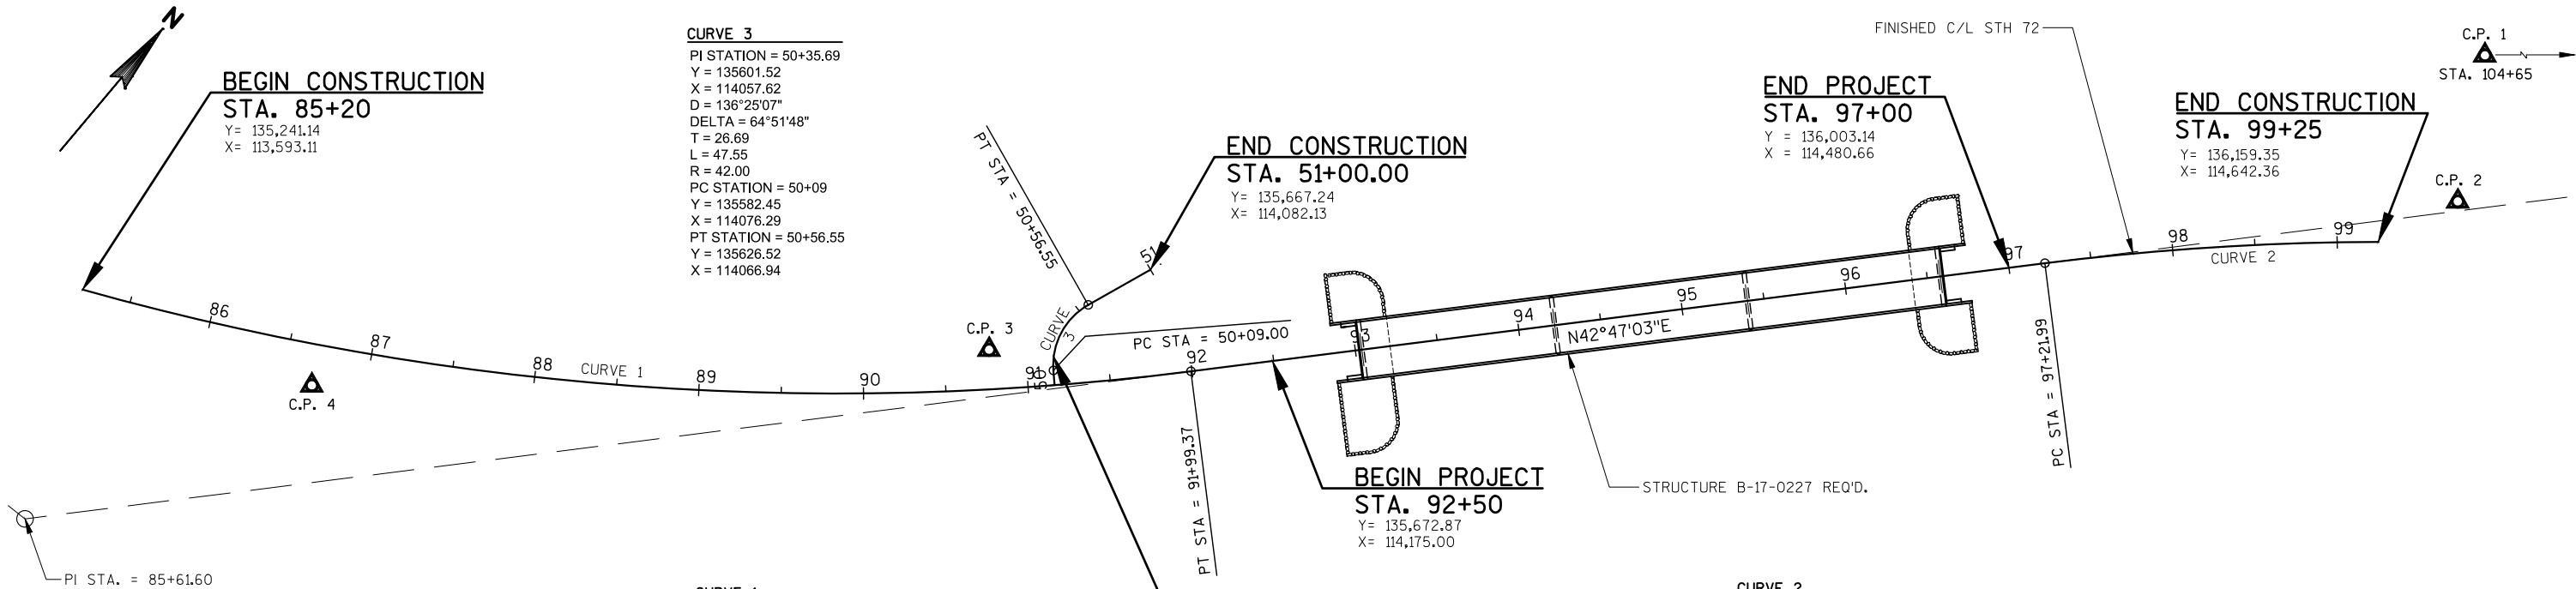 N
BEGIN CONSTRUCTION
STA. 85+20
Y= 135,241.14
X= 113,593.11
CURVE 3
PI STATION = 50+35.69
Y = 135601.52
X = 114057.62
D = 136°25'07"
DELTA = 64°51'48"
T = 26.69
L = 47.55
R = 42.00
PC STATION = 50+09
Y = 135582.45
X = 114076.29
PT STATION = 50+56.55
Y = 135626.52
X = 114066.94
PT STA = 50+56.55
END CONSTRUCTION
STA. 51+00.00
Y= 135,667.24
X= 114,082.13
FINISHED C/L STH 72
END PROJECT
STA. 97+00
Y = 136,003.14
X = 114,480.66
C.P. 1
STA. 104+65
END CONSTRUCTION
STA. 99+25
Y= 136,159.35
X= 114,642.36
C.P. 2
86
87
88
CURVE 1
89
90
91
92
93
94
95
96
97
98
99
CURVE 2
C.P. 4
C.P. 3
CURVE 3
50
51
PC STA = 50+09.00
N42°47'03"E
PT STA = 91+99.37
BEGIN PROJECT
STA. 92+50
Y= 135,672.87
X= 114,175.00
STRUCTURE B-17-0227 REQ'D.
PC STA = 97+21.99
PI STA. = 85+61.60
CURVE 2